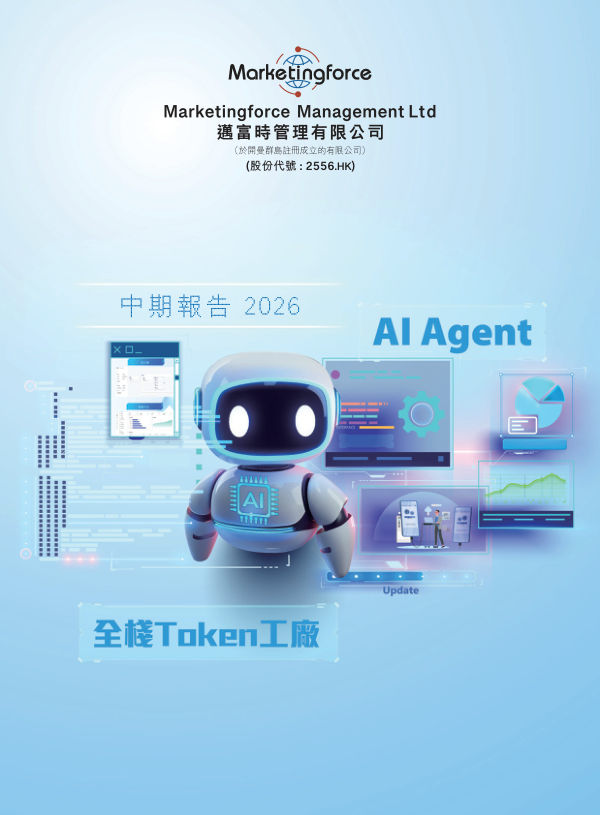 Marketingforce
Marketingforce Management Ltd
邁富時管理有限公司
（於開曼群島註冊成立的有限公司）
(股份代號 : 2556.HK)
中期報告 2026
AI Agent
AI
Update
全棧Token工廠